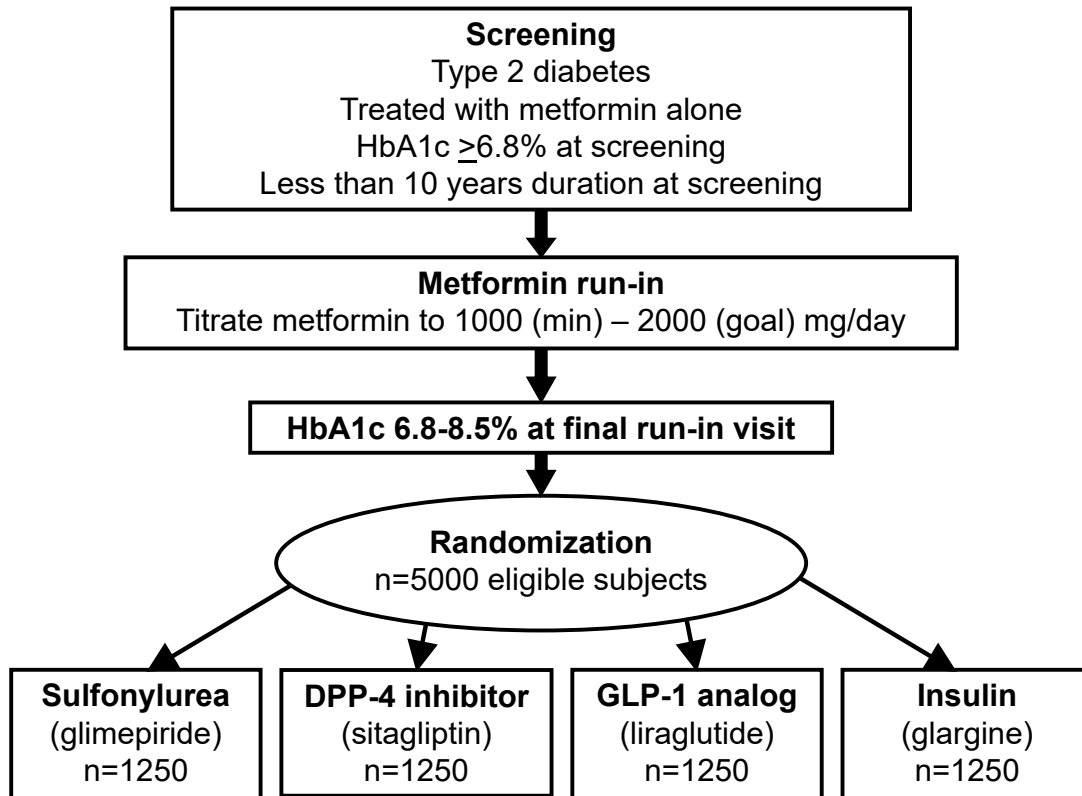 Screening
Type 2 diabetes
Treated with metformin alone
HbA1c ≥6.8% at screening
Less than 10 years duration at screening
Metformin run-in
Titrate metformin to 1000 (min) – 2000 (goal) mg/day
HbA1c 6.8-8.5% at final run-in visit
Randomization
n=5000 eligible subjects
Sulfonylurea
(glimepiride)
n=1250
DPP-4 inhibitor
(sitagliptin)
n=1250
GLP-1 analog
(liraglutide)
n=1250
Insulin
(glargine)
n=1250